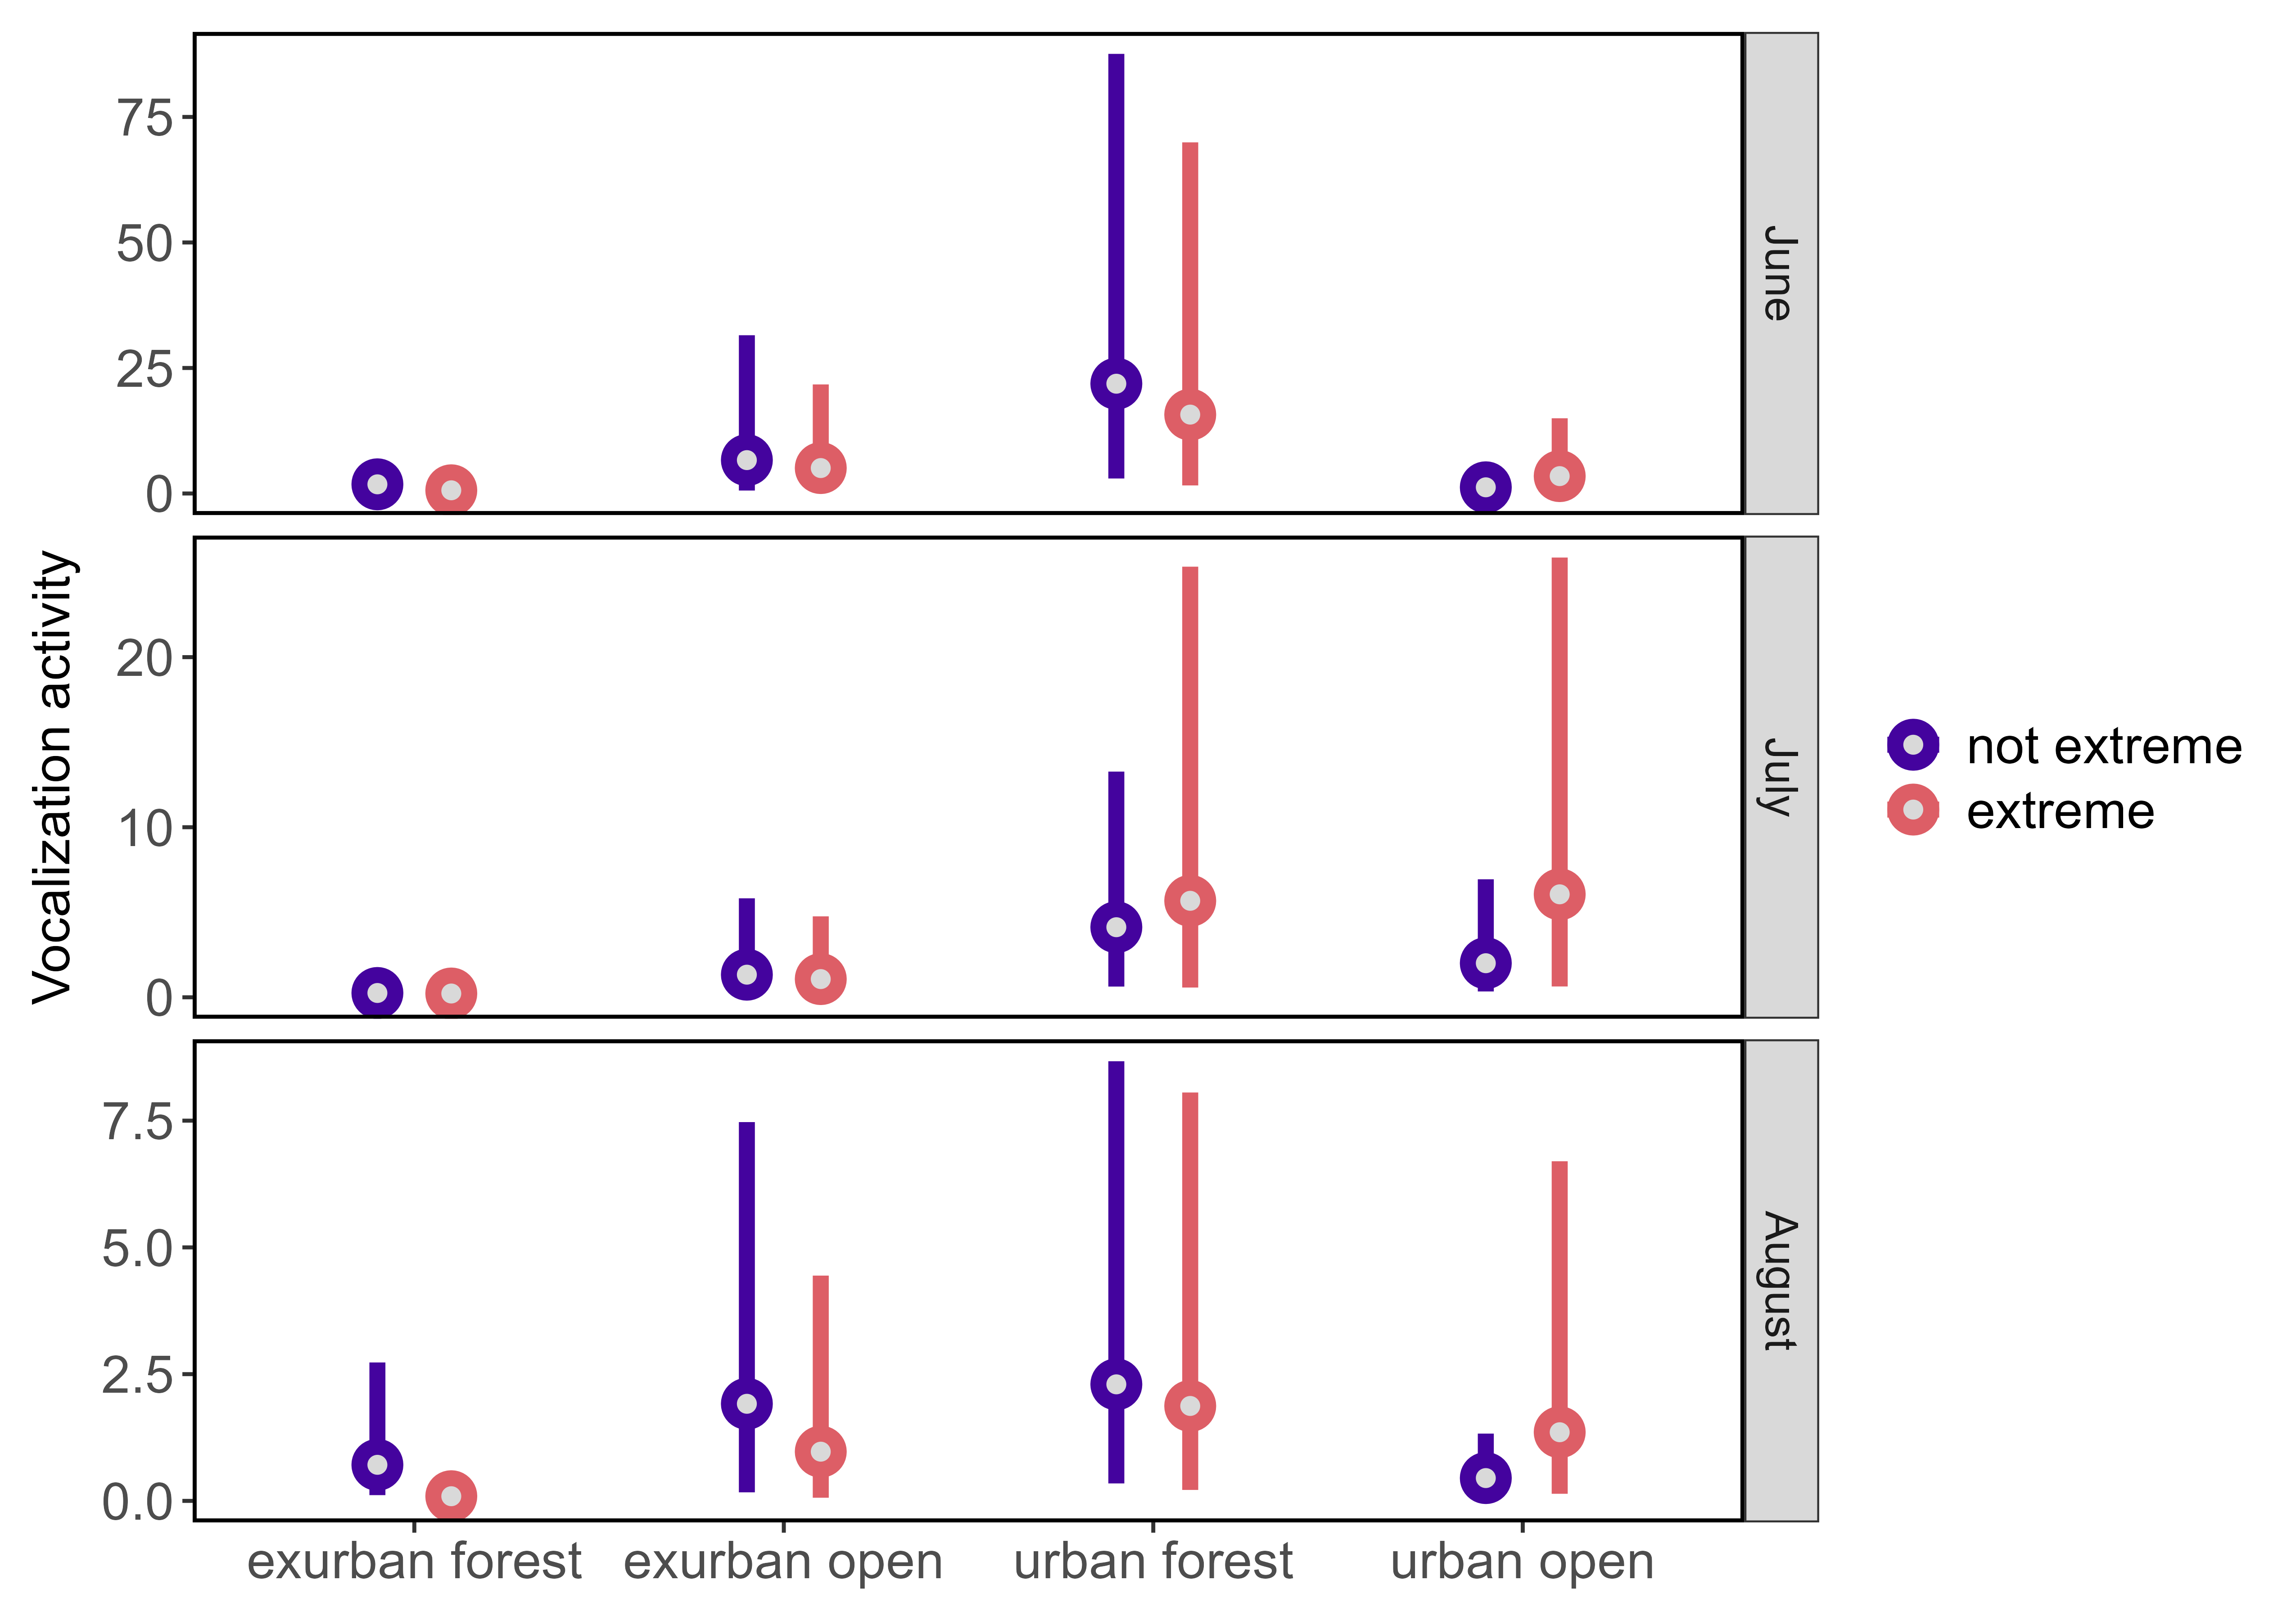 Vocalization activity
75
50
25
0
June
20
10
0
July
7.5
5.0
2.5
0.0
August
exurban forest exurban open urban forest urban open
not extreme
extreme